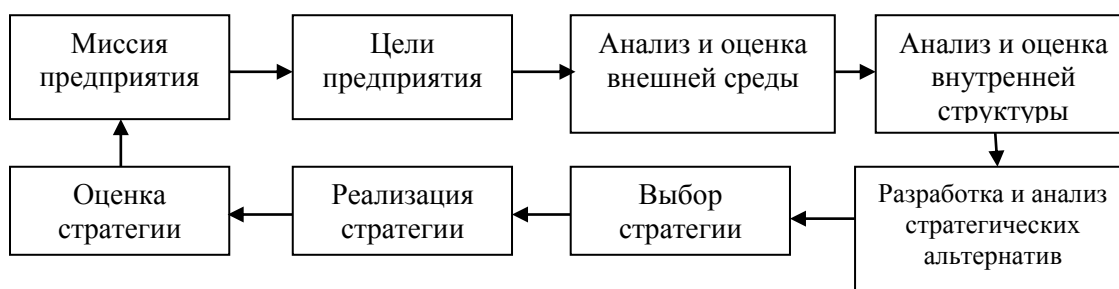 Миссия
предприятия
Цели
предприятия
Анализ и оценка
внешней среды
Анализ и оценка
внутренней
структуры
Оценка
стратегии
Реализация
стратегии
Выбор
стратегии
Разработка и анализ
стратегических
альтернатив